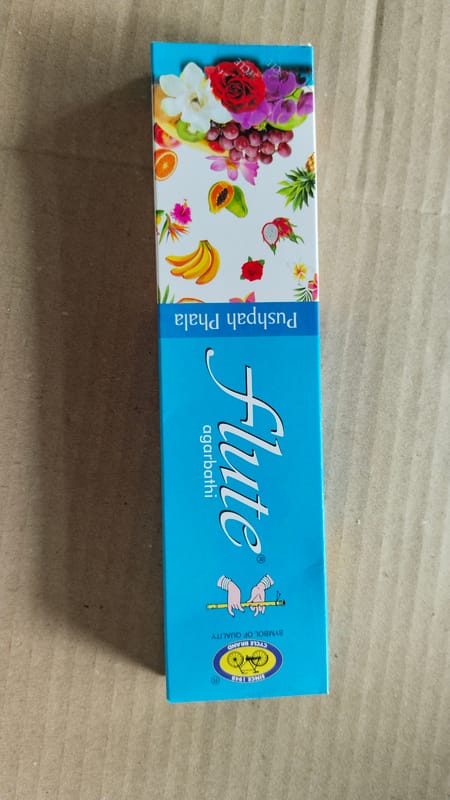 Pushpah Phala
flute®
agarbathi
SYMBOL OF QUALITY
CYCLE BRAND
SINCE 1948
®